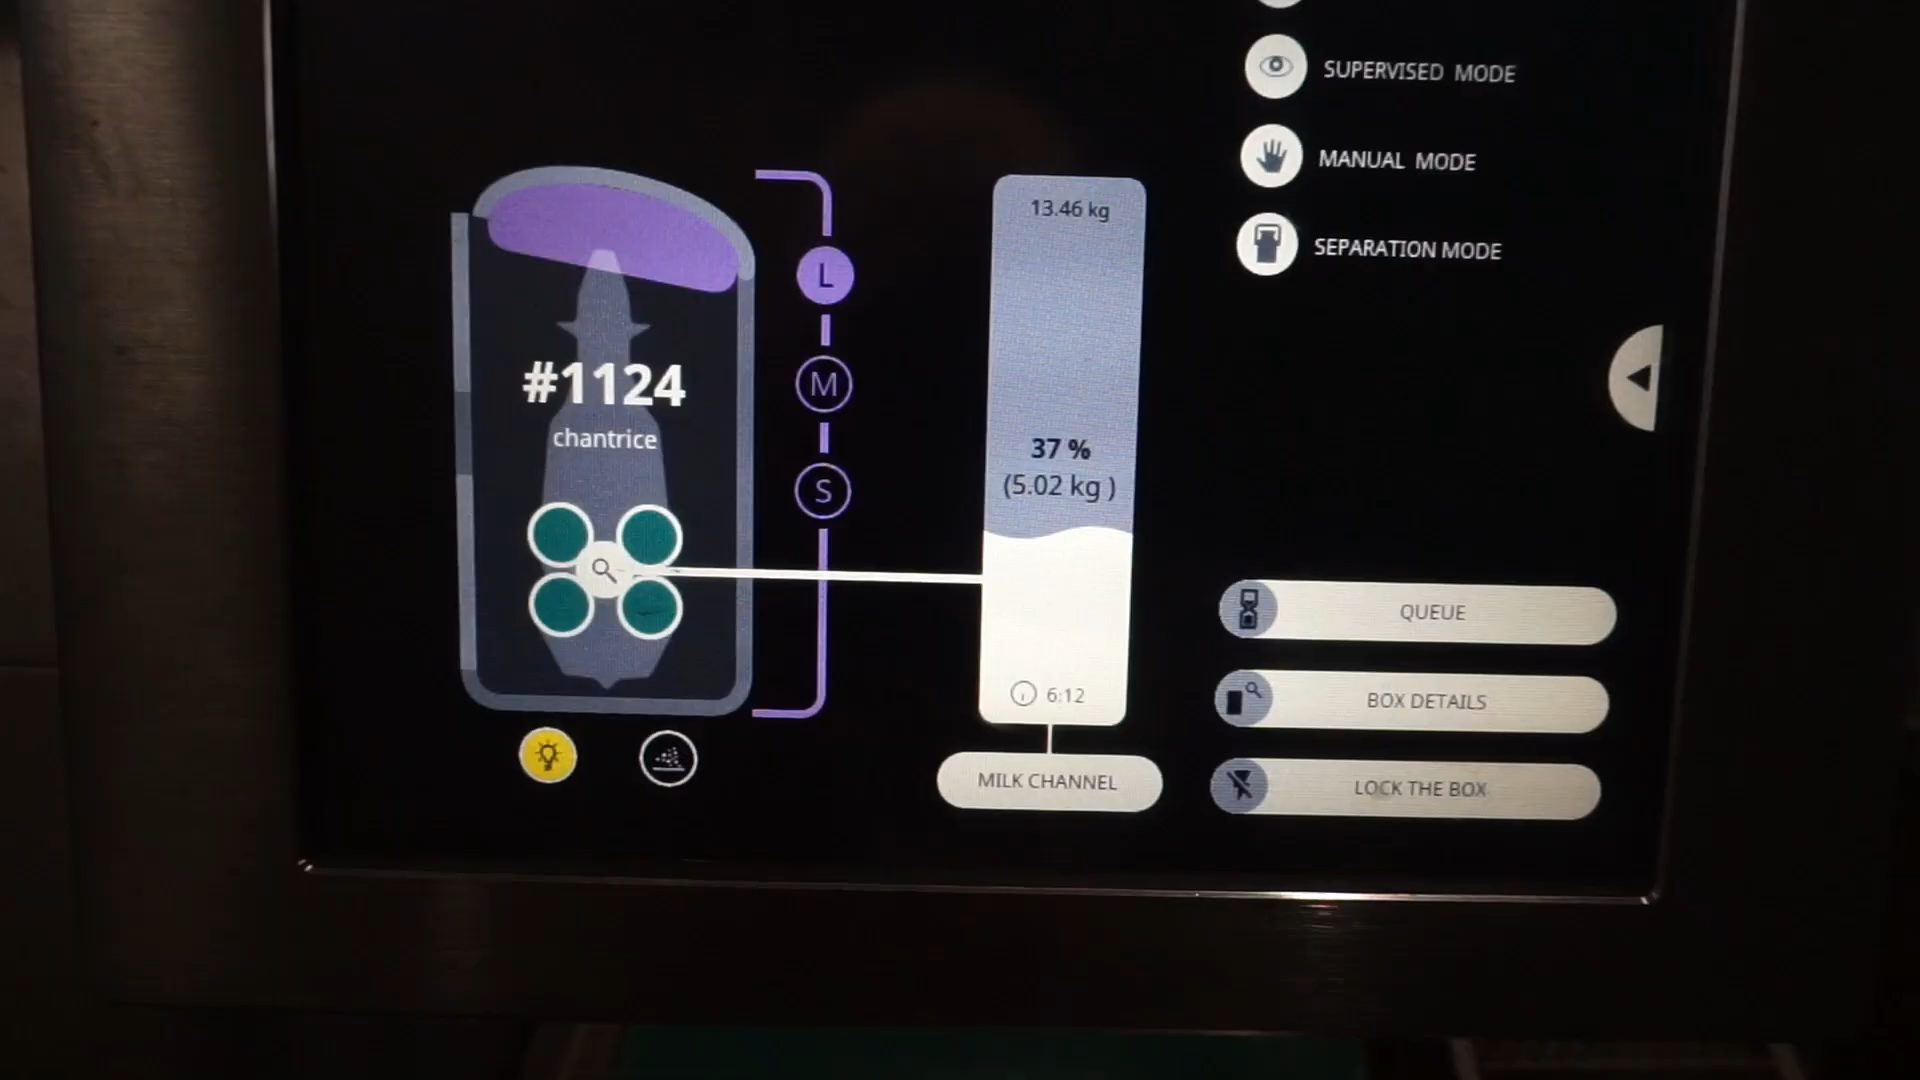 SUPERVISED MODE
MANUAL MODE
SEPARATION MODE
13.46 kg
L
#1124
M
chantrice
37 %
S
(5.02 kg )
QUEUE
6:12
BOX DETAILS
MILK CHANNEL
LOCK THE BOX